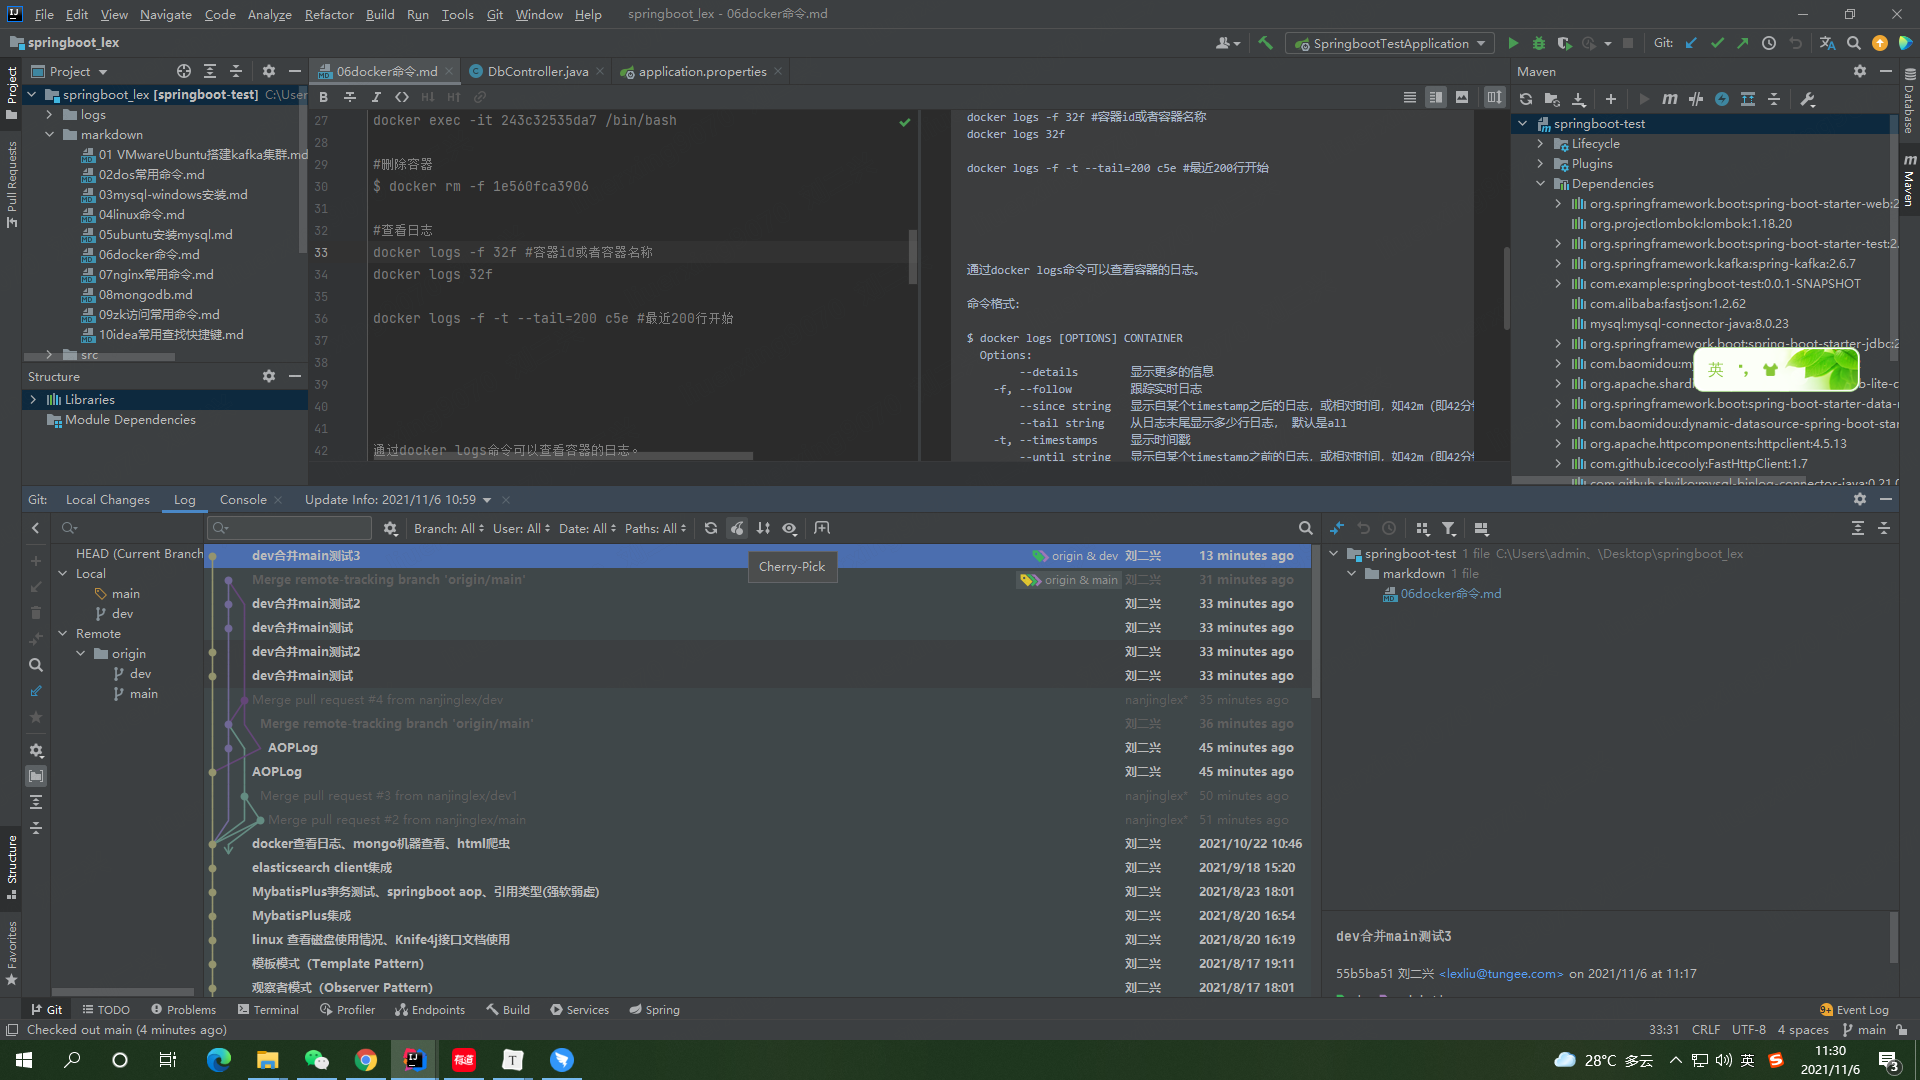 File Edit View Navigate Code Analyze Refactor Build Run Tools Git Window Help springboot_lex - 06docker命令.md
springboot_lex
SpringbootTestApplication
Git:
Project
06docker命令.md
DbController.java
application.properties
Maven
springboot_lex [springboot-test] C:\User
logs
markdown
01 VMwareUbuntu搭建kafka集群.md
02dos常用命令.md
03mysql-windows安装.md
04linux命令.md
05ubuntu安装mysql.md
06docker命令.md
07nginx常用命令.md
08mongodb.md
09zk访问常用命令.md
10idea常用查找快捷键.md
src
Structure
Libraries
Module Dependencies
27 docker exec -it 243c32535da7 /bin/bash
28
29 #删除容器
30 $ docker rm -f 1e560fca3906
31
32 #查看日志
33 docker logs -f 32f #容器id或者容器名称
34 docker logs 32f
35
36 docker logs -f -t --tail=200 c5e #最近200行开始
37
38
39
40
41
42 通过docker logs命令可以查看容器的日志。
docker logs -f 32f #容器id或者容器名称
docker logs 32f
docker logs -f -t --tail=200 c5e #最近200行开始
通过docker logs命令可以查看容器的日志。
命令格式:
$ docker logs [OPTIONS] CONTAINER
Options:
--details 显示更多的信息
-f, --follow 跟踪实时日志
--since string 显示自某个timestamp之后的日志, 或相对时间, 如42m (即42分钟
--tail string 从日志末尾显示多少行日志, 默认是all
-t, --timestamps 显示时间戳
--until string 显示自某个timestamp之前的日志, 或相对时间, 如42m (即42分钟
springboot-test
Lifecycle
Plugins
Dependencies
org.springframework.boot:spring-boot-starter-web:2
org.projectlombok:lombok:1.18.20
org.springframework.boot:spring-boot-starter-test:2.
org.springframework.kafka:spring-kafka:2.6.7
com.example:springboot-test:0.0.1-SNAPSHOT
com.alibaba:fastjson:1.2.62
mysql:mysql-connector-java:8.0.23
org.springframework.boot:spring-boot-starter-jdbc:2
com.baomidou:my
org.apache.shard o-lite-c
org.springframework.boot:spring-boot-starter-data-r
com.baomidou:dynamic-datasource-spring-boot-star
org.apache.httpcomponents:httpclient:4.5.13
com.github.icecooly:FastHttpClient:1.7
com.github.shyiko:mysql-binlog-connector-java:0.21.0
英
Project
Pull Requests
Structure
Favorites
Database
Maven
Git: Local Changes Log Console Update Info: 2021/11/6 10:59
Branch: All User: All Date: All Paths: All
Cherry-Pick
HEAD (Current Branch
Local
main
dev
Remote
origin
dev
main
dev合并main测试3 origin & dev 刘二兴 13 minutes ago
Merge remote-tracking branch 'origin/main' origin & main 刘二兴 31 minutes ago
dev合并main测试2 刘二兴 33 minutes ago
dev合并main测试 刘二兴 33 minutes ago
dev合并main测试2 刘二兴 33 minutes ago
dev合并main测试 刘二兴 33 minutes ago
Merge pull request #4 from nanjinglex/dev nanjinglex* 35 minutes ago
Merge remote-tracking branch 'origin/main' 刘二兴 36 minutes ago
AOPLog 刘二兴 45 minutes ago
AOPLog 刘二兴 45 minutes ago
Merge pull request #3 from nanjinglex/dev1 nanjinglex* 50 minutes ago
Merge pull request #2 from nanjinglex/main nanjinglex* 51 minutes ago
docker查看日志、mongo机器查看、html爬虫 刘二兴 2021/10/22 10:46
elasticsearch client集成 刘二兴 2021/9/18 15:20
MybatisPlus事务测试、springboot aop、引用类型(强软弱虚) 刘二兴 2021/8/23 18:01
MybatisPlus集成 刘二兴 2021/8/20 16:54
linux 查看磁盘使用情况、Knife4j接口文档使用 刘二兴 2021/8/20 16:19
模板模式 (Template Pattern) 刘二兴 2021/8/17 19:11
观察者模式 (Observer Pattern) 刘二兴 2021/8/17 18:01
springboot-test 1 file C:\Users\admin、\Desktop\springboot_lex
markdown 1 file
06docker命令.md
dev合并main测试3
55b5ba51 刘二兴 <lexliu@tungee.com> on 2021/11/6 at 11:17
Git TODO Problems Terminal Profiler Endpoints Build Services Spring Event Log
Checked out main (4 minutes ago) 33:31 CRLF UTF-8 4 spaces main
有道
T
28°C 多云 英 11:30
2021/11/6
3